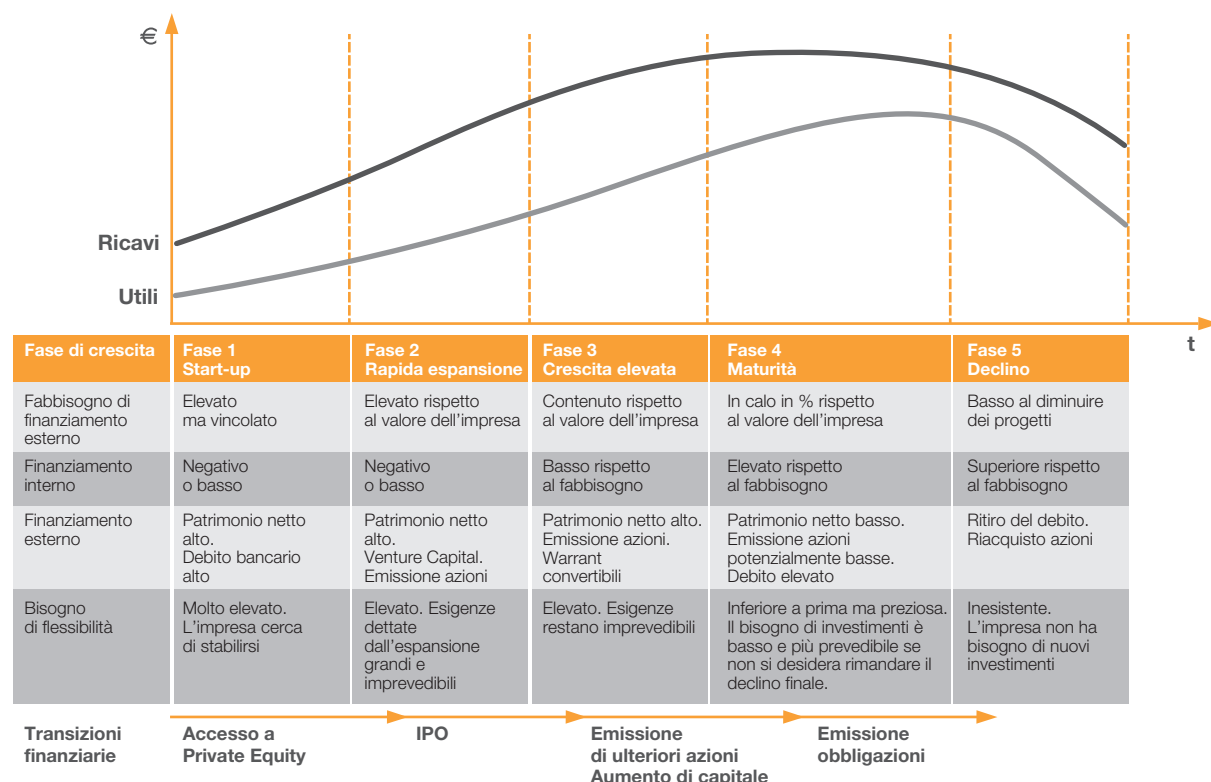 €
Ricavi
Utili
t
Fase di crescita
Fase 1
Start-up
Fase 2
Rapida espansione
Fase 3
Crescita elevata
Fase 4
Maturità
Fase 5
Declino
Fabbisogno di
finanziamento
esterno
Elevato
ma vincolato
Elevato rispetto
al valore dell'impresa
Contenuto rispetto
al valore dell'impresa
In calo in % rispetto
al valore dell'impresa
Basso al diminuire
dei progetti
Finanziamento
interno
Negativo
o basso
Negativo
o basso
Basso rispetto
al fabbisogno
Elevato rispetto
al fabbisogno
Superiore rispetto
al fabbisogno
Finanziamento
esterno
Patrimonio netto
alto.
Debito bancario
alto
Patrimonio netto
alto.
Venture Capital.
Emissione azioni
Patrimonio netto alto.
Emissione azioni.
Warrant
convertibili
Patrimonio netto basso.
Emissione azioni
potenzialmente basse.
Debito elevato
Ritiro del debito.
Riacquisto azioni
Bisogno
di flessibilità
Molto elevato.
L'impresa cerca
di stabilirsi
Elevato. Esigenze
dettate
dall'espansione
grandi e
imprevedibili
Elevato. Esigenze
restano imprevedibili
Inferiore a prima ma preziosa.
Il bisogno di investimenti è
basso e più prevedibile se
non si desidera rimandare il
declino finale.
Inesistente.
L'impresa non ha
bisogno di nuovi
investimenti
Transizioni
finanziarie
Accesso a
Private Equity
IPO
Emissione
di ulteriori azioni
Aumento di capitale
Emissione
obbligazioni